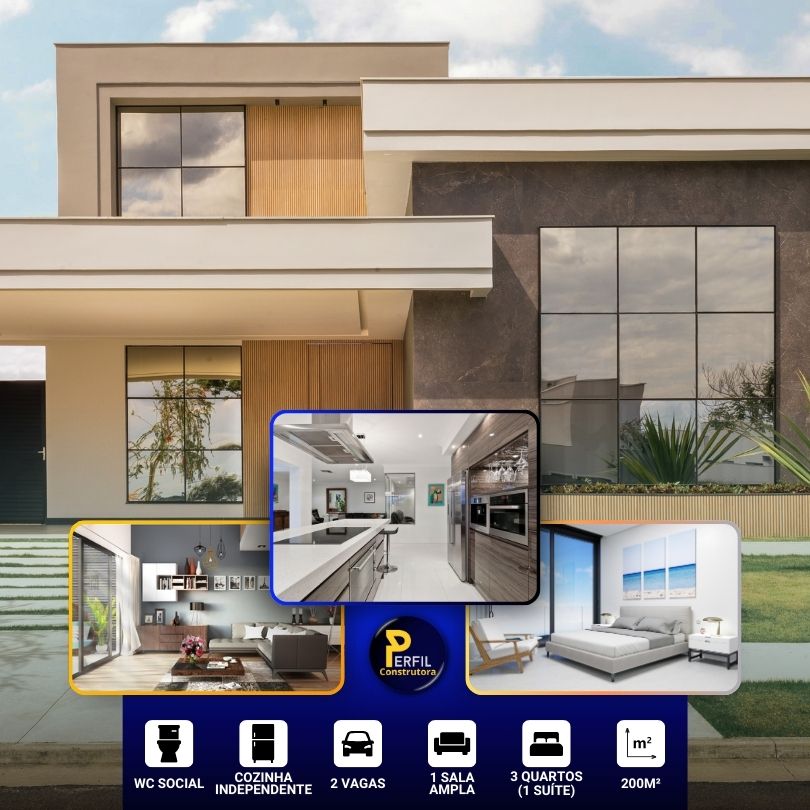 PERFIL
Construtora
m²
WC SOCIAL
COZINHA
INDEPENDENTE
2 VAGAS
1 SALA
AMPLA
3 QUARTOS
(1 SUÍTE)
200M²